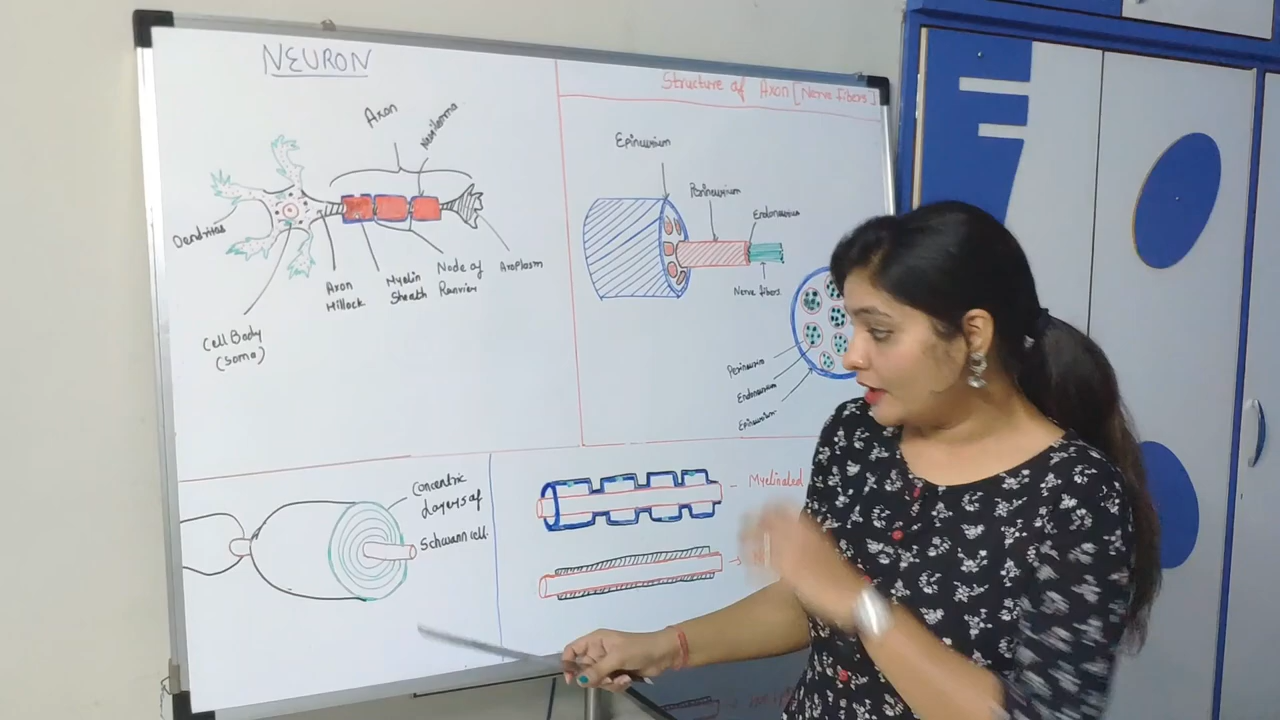 NEURON
Axon
Neurilemma
Dendrites
Axon
Hillock
Myelin
Sheath
Node of
Ranvier
Axoplasm
Cell Body
(Soma)
Structure of Axon [Nerve fibers]
Epineurium
Perineurium
Endoneurium
Nerve fibers
Perineuriu
Endoneurium
Epineurium
Concentric
Layers of
Schwann cell.
Myelinated